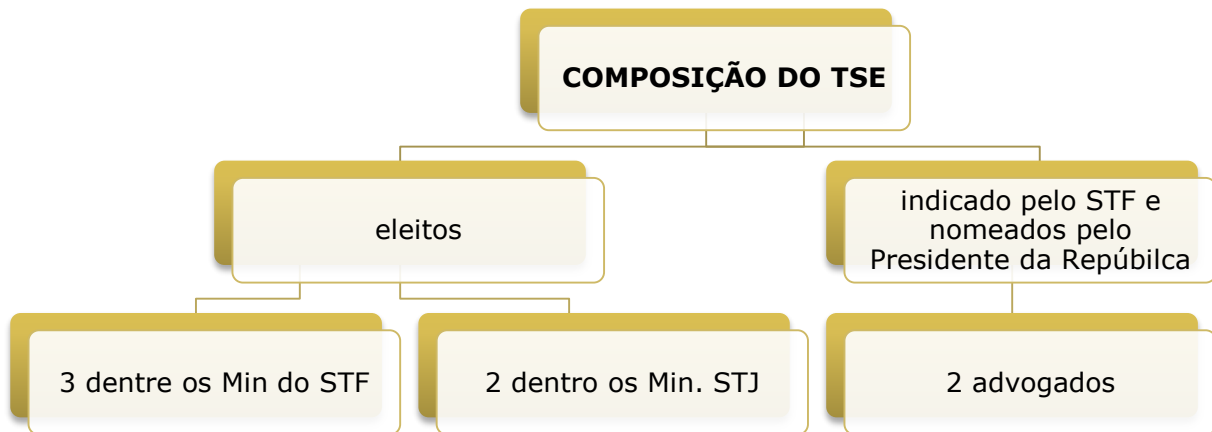 COMPOSIÇÃO DO TSE
eleitos
indicado pelo STF e
nomeados pelo
Presidente da Repúbilca
3 dentre os Min do STF
2 dentro os Min. STJ
2 advogados